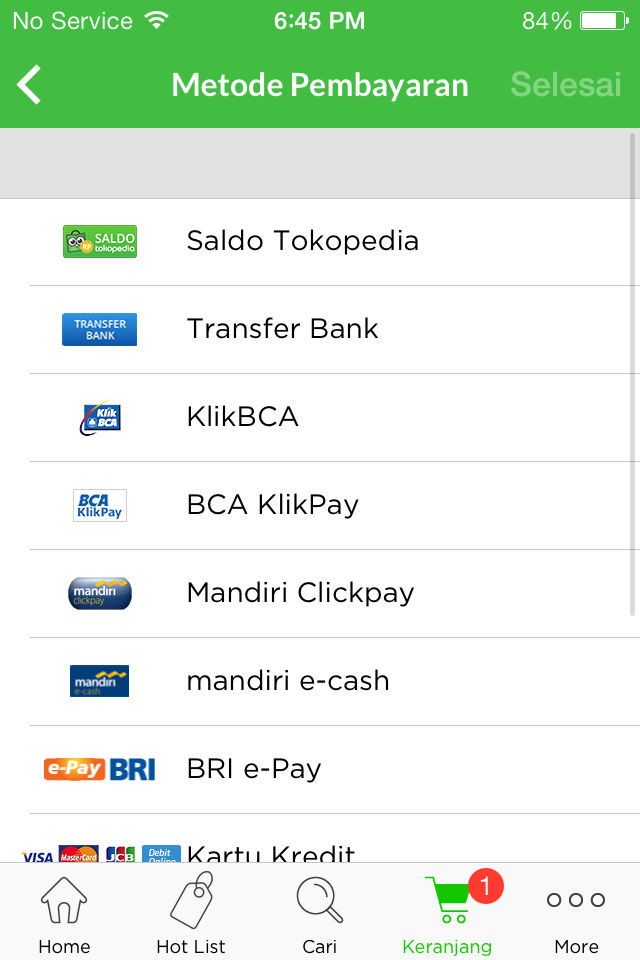 No Service 6:45 PM 84%
Metode Pembayaran Selesai
SALDO
tokopedia
RP
Saldo Tokopedia
TRANSFER
BANK
Transfer Bank
Klik
BCA
KlikBCA
BCA
KlikPay
BCA KlikPay
mandiri
clickpay
Mandiri Clickpay
mandiri
e-cash
mandiri e-cash
e-Pay BRI
BRI e-Pay
VISA MasterCard JCB Debit
Online
Kartu Kredit
1
Home Hot List Cari Keranjang More